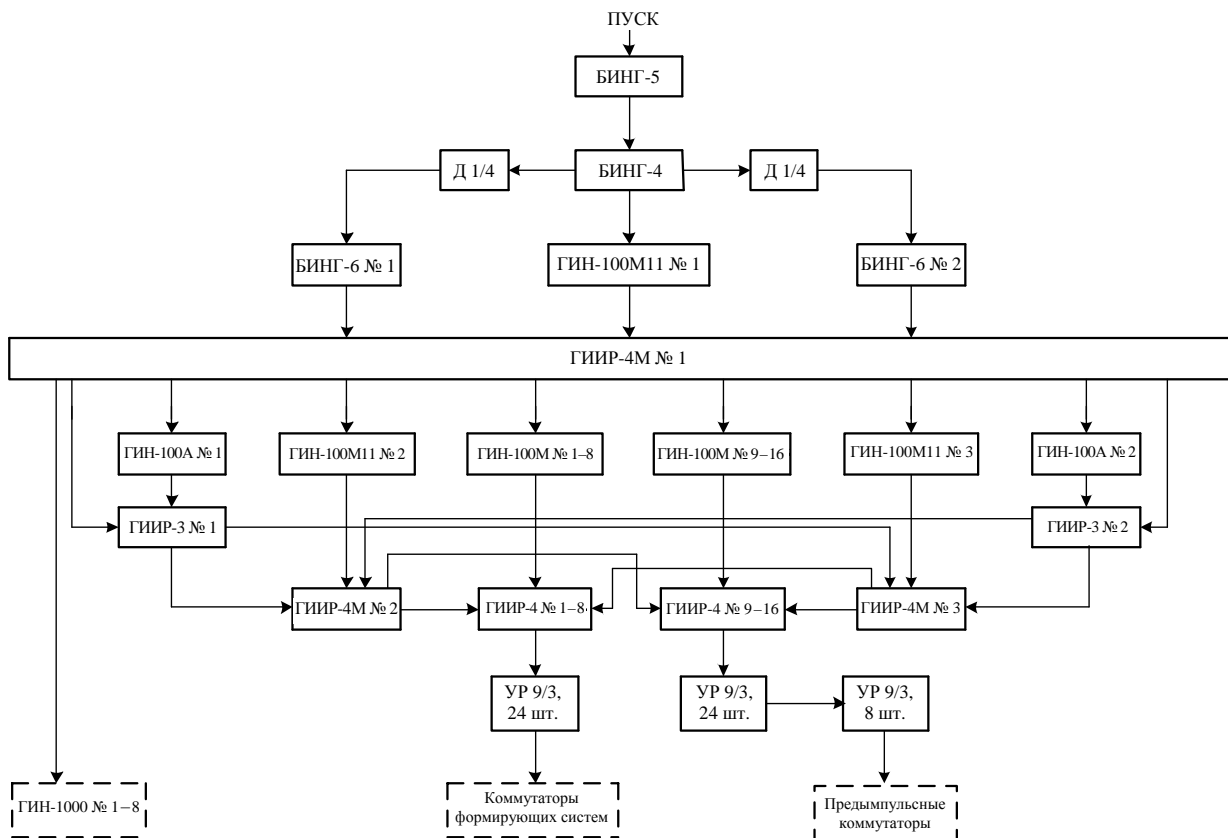 ПУСК
БИНГ-5
Д 1/4
БИНГ-4
Д 1/4
БИНГ-6 № 1
ГИН-100М11 № 1
БИНГ-6 № 2
ГИИР-4М № 1
ГИН-100А № 1
ГИН-100М11 № 2
ГИН-100М № 1–8
ГИН-100М № 9–16
ГИН-100М11 № 3
ГИН-100А № 2
ГИИР-3 № 1
ГИИР-3 № 2
ГИИР-4М № 2
ГИИР-4 № 1–8
ГИИР-4 № 9–16
ГИИР-4М № 3
УР 9/3,
24 шт.
УР 9/3,
24 шт.
УР 9/3,
8 шт.
ГИН-1000 № 1–8
Коммутаторы
формирующих систем
Предымпульсные
коммутаторы